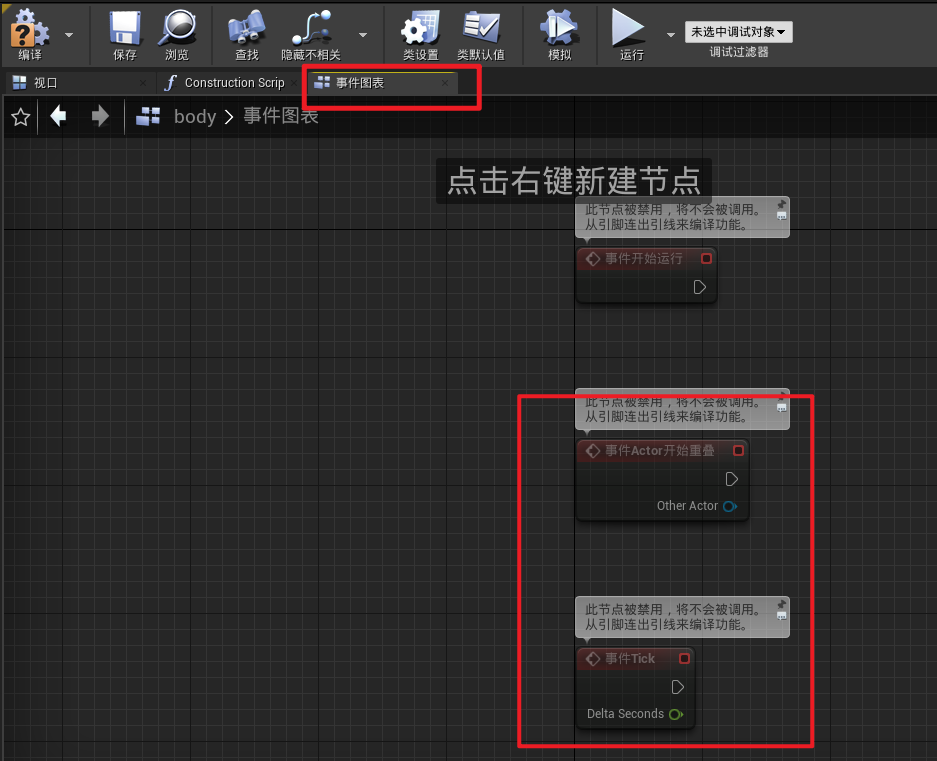 编译
保存
浏览
查找
隐藏不相关
类设置
类默认值
模拟
运行
未选中调试对象
调试过滤器
视口
Construction Scrip
事件图表
body > 事件图表
点击右键新建节点
此节点被禁用，将不会被调用。
从引脚连出引线来编译功能。
事件开始运行
此节点被禁用，将不会被调用。
从引脚连出引线来编译功能。
事件Actor开始重叠
Other Actor
此节点被禁用，将不会被调用。
从引脚连出引线来编译功能。
事件Tick
Delta Seconds